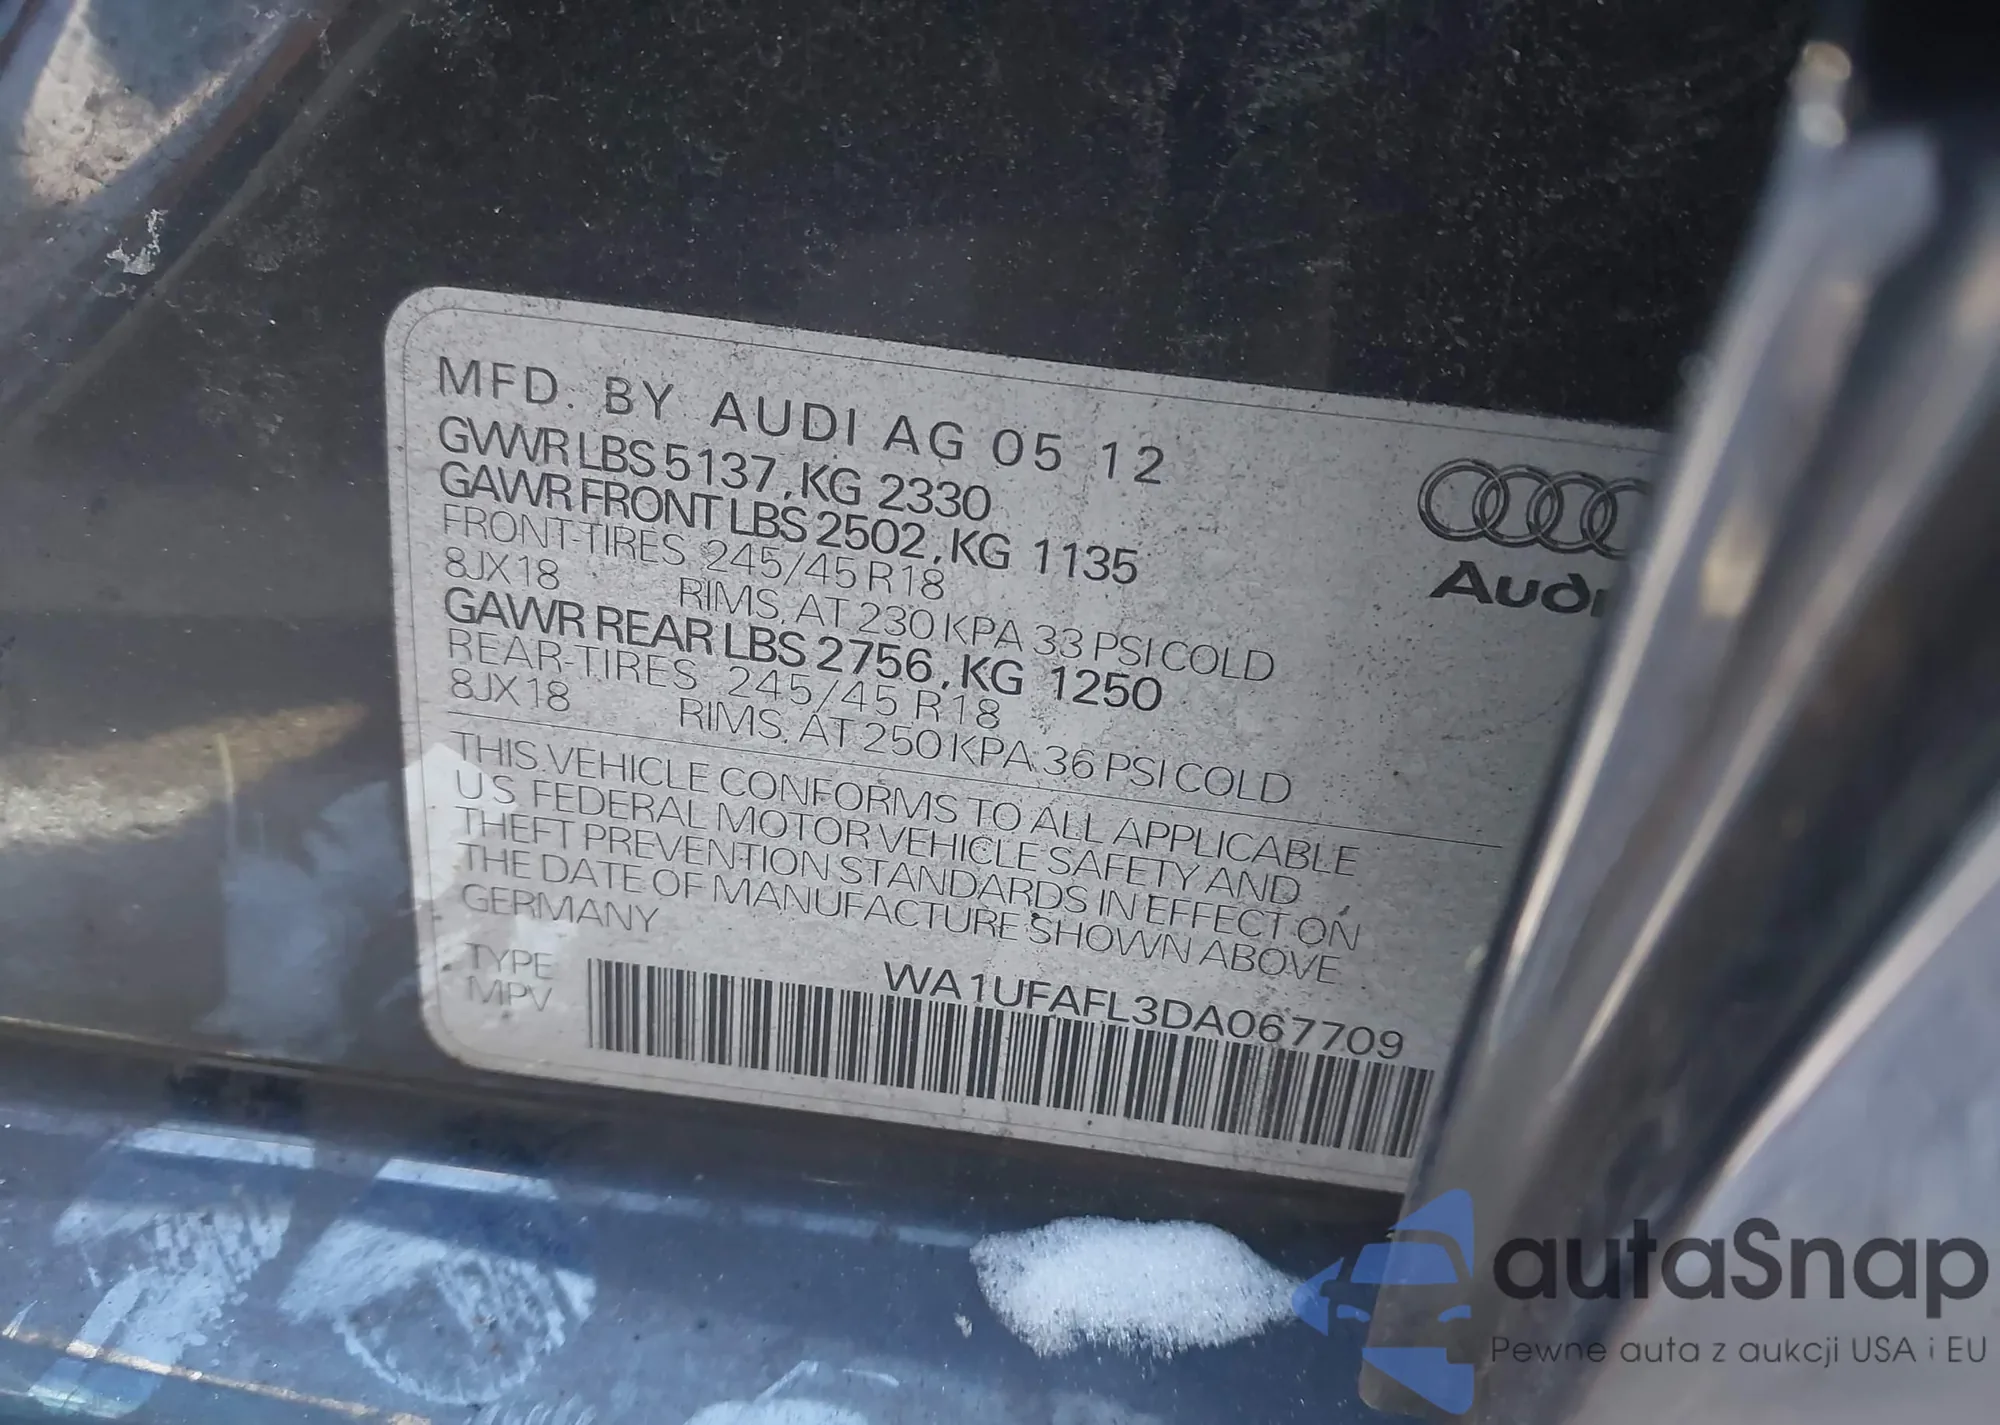 MFD. BY AUDI AG 05 12
GVWR LBS 5137, KG 2330
GAWR FRONT LBS 2502, KG 1135
FRONT-TIRES 245/45 R18
8JX18 RIMS, AT 230 KPA 33 PSI COLD
GAWR REAR LBS 2756, KG 1250
REAR-TIRES 245/45 R18
8JX18 RIMS, AT 250 KPA 36 PSI COLD
THIS VEHICLE CONFORMS TO ALL APPLICABLE
US FEDERAL MOTOR VEHICLE SAFETY AND
THEFT PREVENTION STANDARDS IN EFFECT ON
THE DATE OF MANUFACTURE SHOWN ABOVE
GERMANY
TYPE
MPV
WA1UFAFL3DA067709
Audi
autaSnap
Pewne auta z aukcji USA i EU